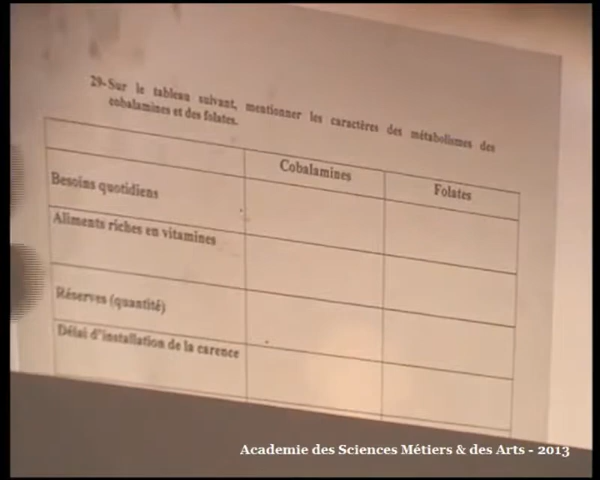 29-Sur le tableau suivant, mentionner les caractères des métabolismes des
cobalamines et des folates.
Cobalamines
Folates
Besoins quotidiens
Aliments riches en vitamines
Réserves (quantité)
Délai d'installation de la carence
Academie des Sciences Métiers & des Arts - 2013